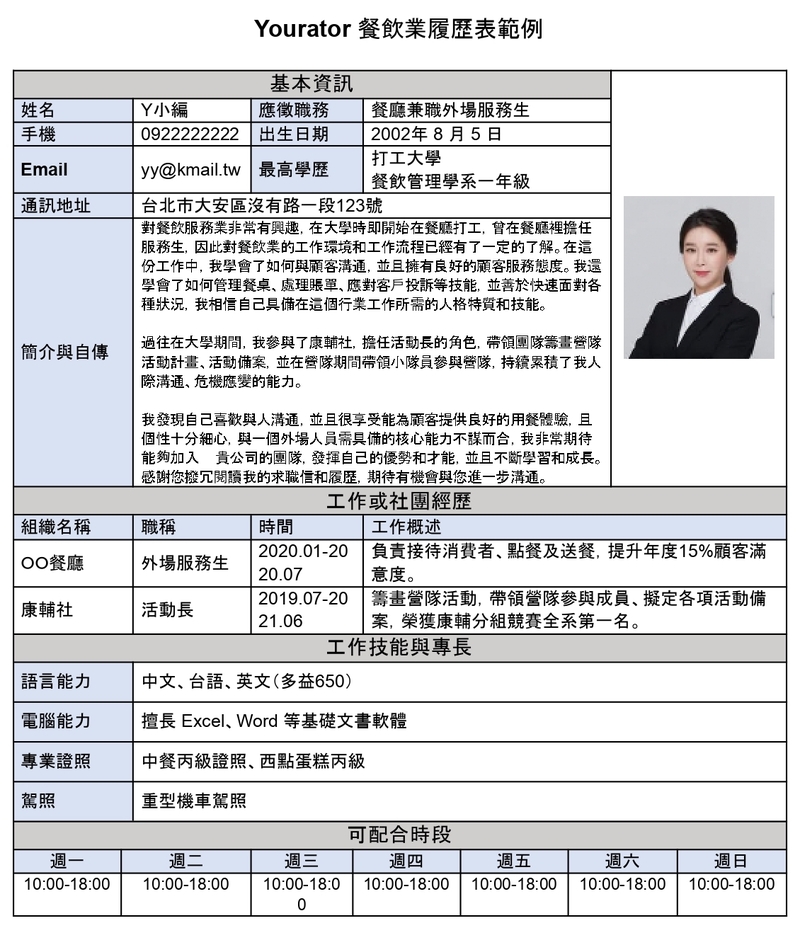 Yourator 餐飲業履歷表範例
基本資訊
姓名 Y小編 應徵職務 餐廳兼職外場服務生
手機 0922222222 出生日期 2002年 8 月 5 日
Email yy@kmail.tw 最高學歷 打工大學
餐飲管理學系一年級
通訊地址 台北市大安區沒有路一段123號
簡介與自傳
對餐飲服務業非常有興趣, 在大學時即開始在餐廳打工, 曾在餐廳裡擔任
服務生, 因此對餐飲業的工作環境和工作流程已經有了一定的了解。在這
份工作中, 我學會了如何與顧客溝通, 並且擁有良好的顧客服務態度。我還
學會了如何管理餐桌、處理賬單、應對客戶投訴等技能, 並善於快速面對各
種狀況, 我相信自己具備在這個行業工作所需的人格特質和技能。
過往在大學期間, 我參與了康輔社, 擔任活動長的角色, 帶領團隊籌畫營隊
活動計畫、活動備案, 並在營隊期間帶領小隊員參與營隊, 持續累積了我人
際溝通、危機應變的能力。
我發現自己喜歡與人溝通, 並且很享受能為顧客提供良好的用餐體驗, 且
個性十分細心, 與一個外場人員需具備的核心能力不謀而合, 我非常期待
能夠加入 貴公司的團隊, 發揮自己的優勢和才能, 並且不斷學習和成長。
感謝您撥冗閱讀我的求職信和履歷, 期待有機會與您進一步溝通。
工作或社團經歷
組織名稱 職稱 時間 工作概述
OO餐廳 外場服務生 2020.01-20
20.07 負責接待消費者、點餐及送餐, 提升年度15%顧客滿
意度。
康輔社 活動長 2019.07-20
21.06 籌畫營隊活動, 帶領營隊參與成員、擬定各項活動備
案, 榮獲康輔分組競賽全系第一名。
工作技能與專長
語言能力 中文、台語、英文(多益650)
電腦能力 擅長 Excel、Word 等基礎文書軟體
專業證照 中餐丙級證照、西點蛋糕丙級
駕照 重型機車駕照
可配合時段
週一 週二 週三 週四 週五 週六 週日
10:00-18:00 10:00-18:00 10:00-18:0
0 10:00-18:00 10:00-18:00 10:00-18:00 10:00-18:00